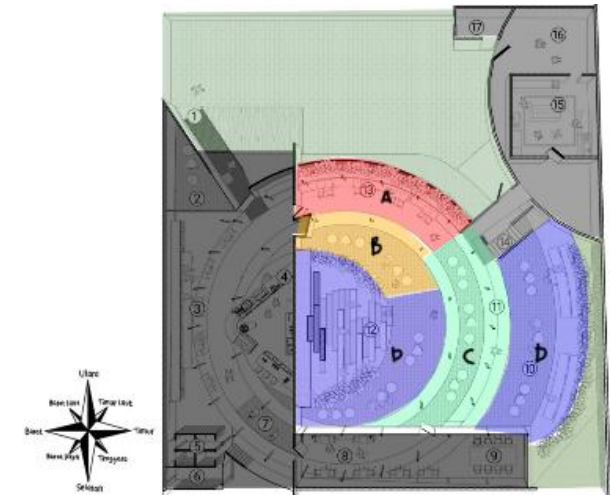 ⑰
⑯
⑮
①
②
⑬
A
B
⑭
④
③
⑪
⑫
D
C
D
⑩
Utara
Barat Laut
Timur Laut
Barat
Timur
Barat Daya
Tenggara
Selatan
⑦
⑤
⑥
⑧
⑨